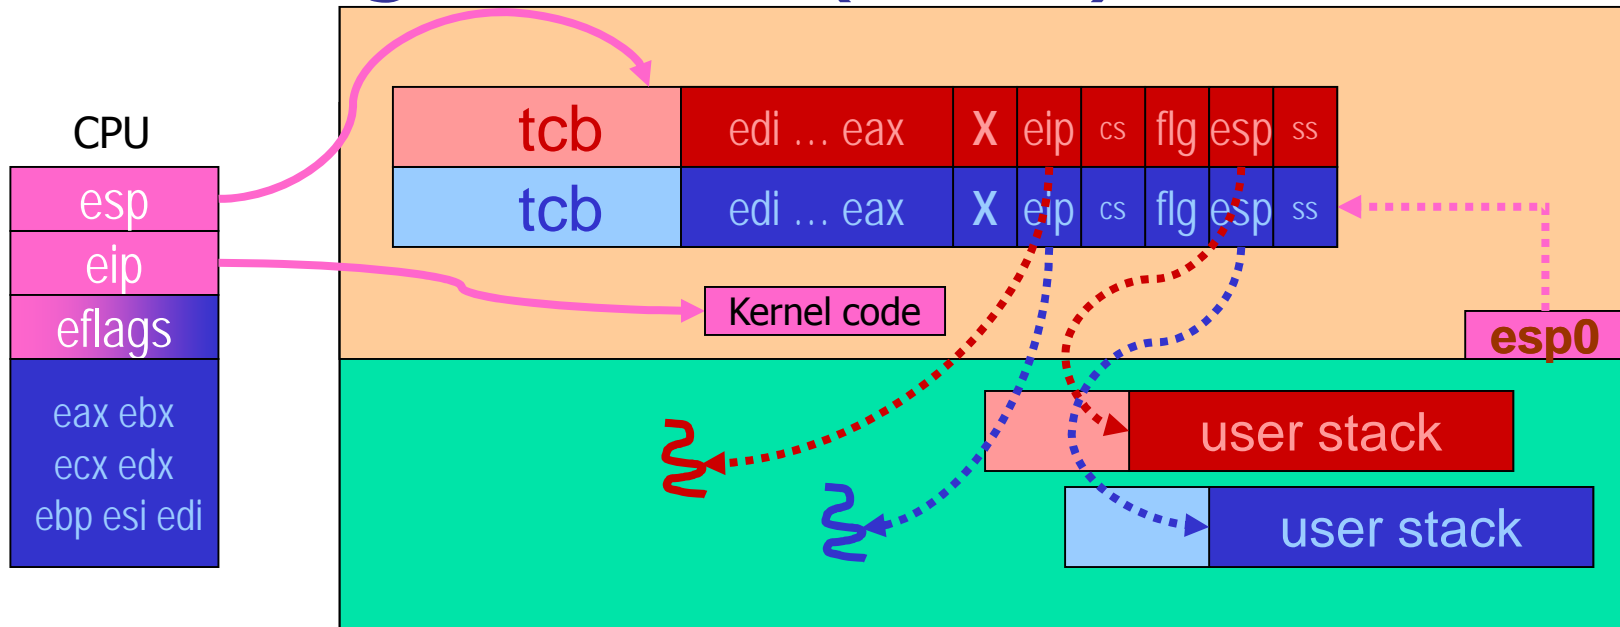 CPU
esp
eip
eflags
eax ebx
ecx edx
ebp esi edi
tcb edi ... eax X eip cs flg esp ss
tcb edi ... eax X eip cs flg esp ss
Kernel code
esp0
user stack
user stack